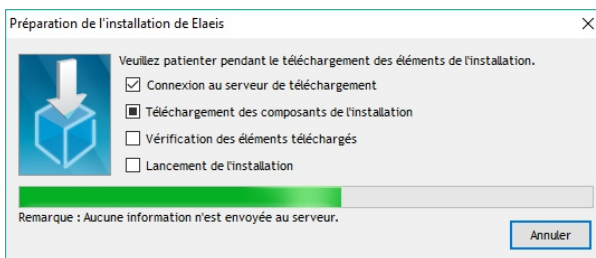 Préparation de l'installation de Elaeis
Veuillez patienter pendant le téléchargement des éléments de l'installation.
Connexion au serveur de téléchargement
Téléchargement des composants de l'installation
Vérification des éléments téléchargés
Lancement de l'installation
Remarque : Aucune information n'est envoyée au serveur.
Annuler